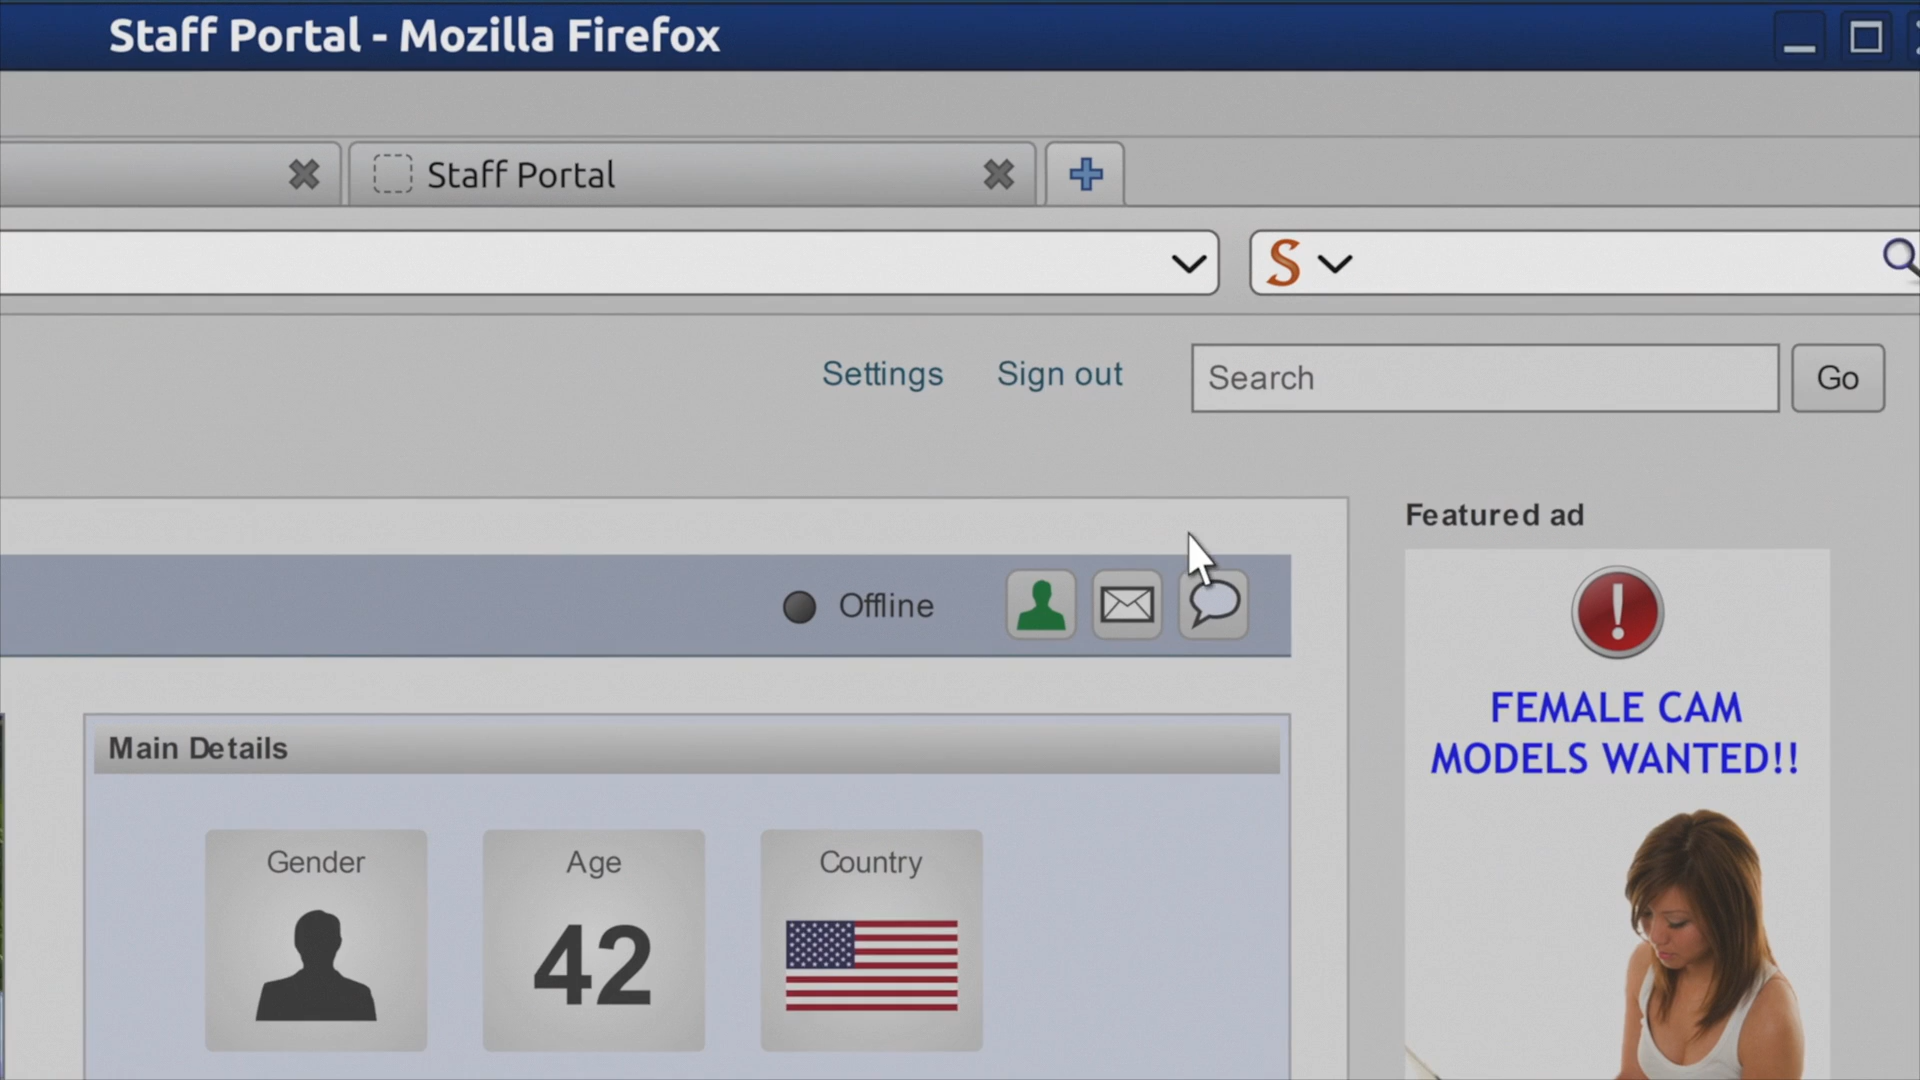 Staff Portal - Mozilla Firefox
Staff Portal
S
Settings
Sign out
Search
Go
Offline
Featured ad
FEMALE CAM
MODELS WANTED!!
Main Details
Gender
Age
Country
42